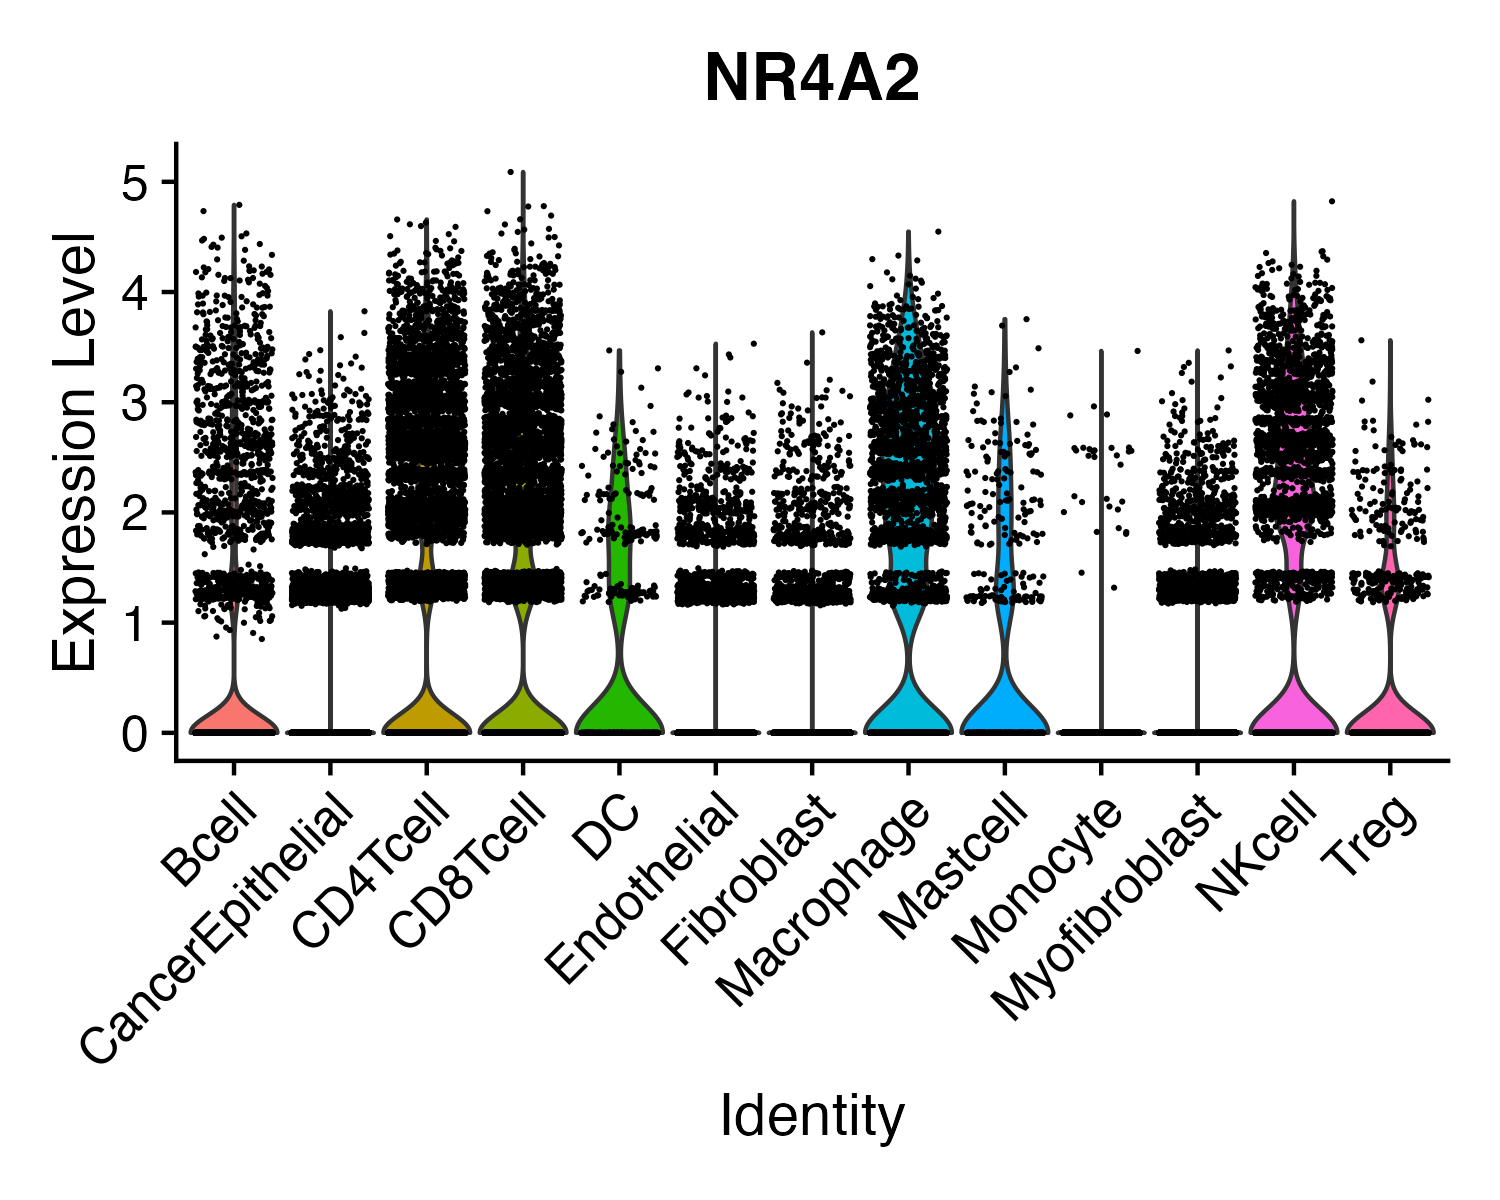 NR4A2
Expression Level
5
4
3
2
1
0
Bcell
CancerEpithelial
CD4Tcell
CD8Tcell
DC
Endothelial
Fibroblast
Macrophage
Mastcell
Monocyte
Myofibroblast
NKcell
Treg
Identity